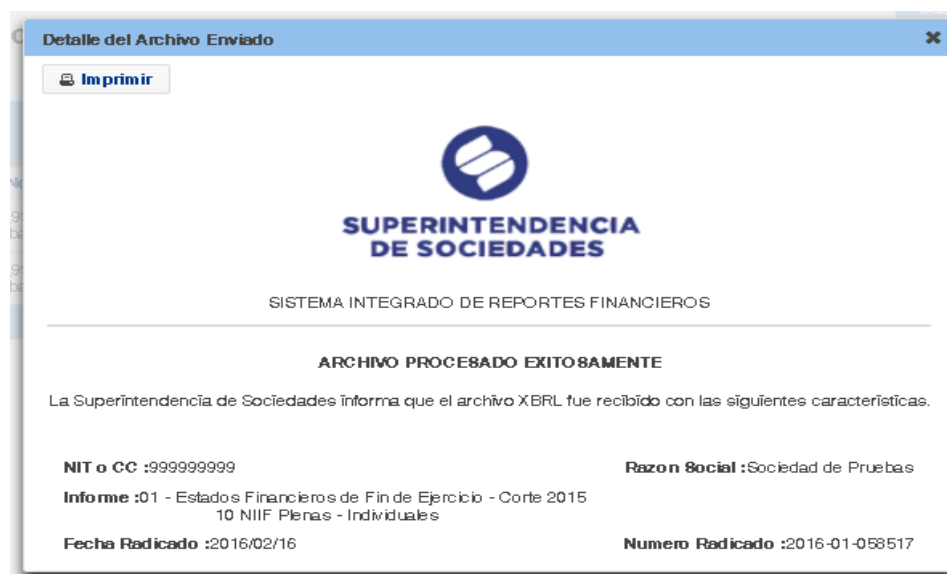 Detalle del Archivo Enviado
Imprimir
SUPERINTENDENCIA
DE SOCIEDADES
SISTEMA INTEGRADO DE REPORTES FINANCIEROS
ARCHIVO PROCESADO EXITOSAMENTE
La Superintendencia de Sociedades informa que el archivo XBRL fue recibido con las siguientes características.
NIT o CC :999999999 Razon Social :Sociedad de Pruebas
Informe :01 - Estados Financieros de Fin de Ejercicio - Corte 2015
10 NIIF Plenas - Individuales
Fecha Radicado :2016/02/16 Numero Radicado :2016-01-058517